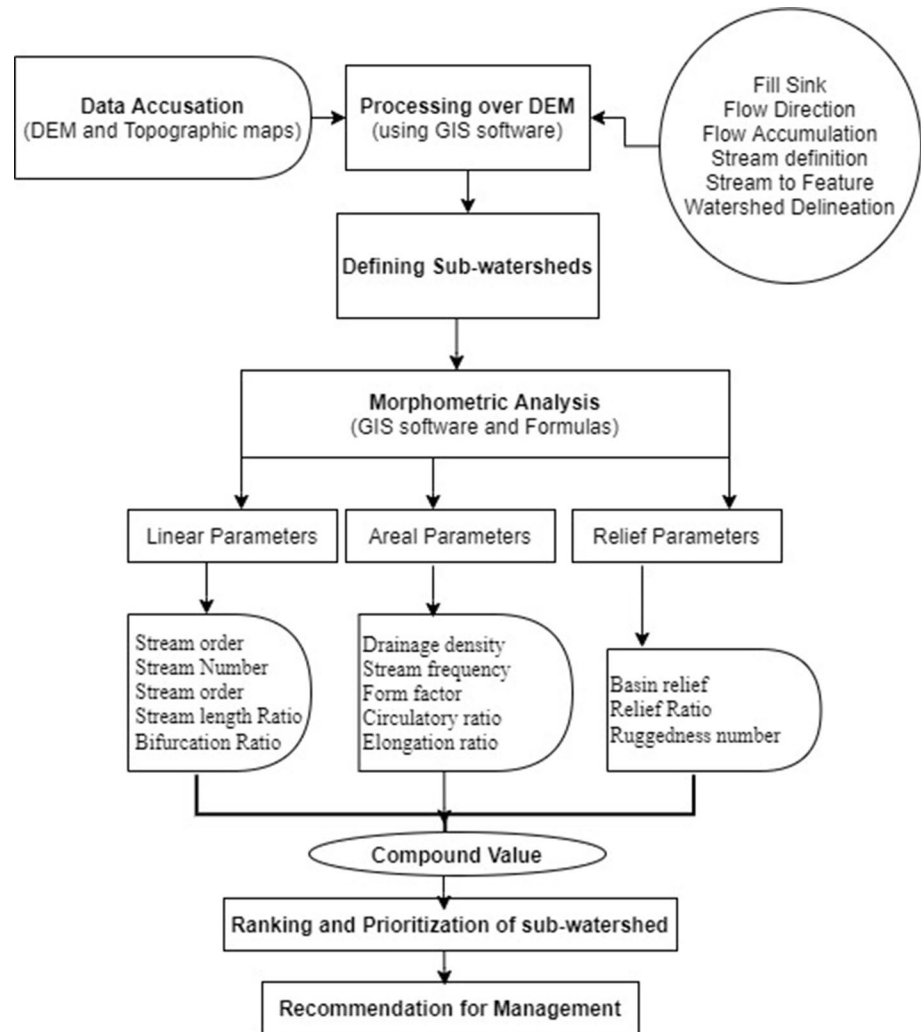 Data Accusation
(DEM and Topographic maps)
Processing over DEM
(using GIS software)
Fill Sink
Flow Direction
Flow Accumulation
Stream definition
Stream to Feature
Watershed Delineation
Defining Sub-watersheds
Morphometric Analysis
(GIS software and Formulas)
Linear Parameters
Areal Parameters
Relief Parameters
Stream order
Stream Number
Stream order
Stream length Ratio
Bifurcation Ratio
Drainage density
Stream frequency
Form factor
Circulatory ratio
Elongation ratio
Basin relief
Relief Ratio
Ruggedness number
Compound Value
Ranking and Prioritization of sub-watershed
Recommendation for Management